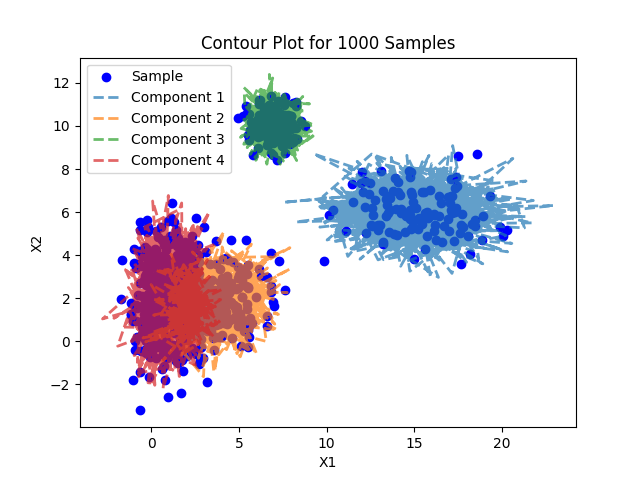 Contour Plot for 1000 Samples
Sample
Component 1
Component 2
Component 3
Component 4
12
10
8
6
4
2
0
−2
X2
0 5 10 15 20
X1